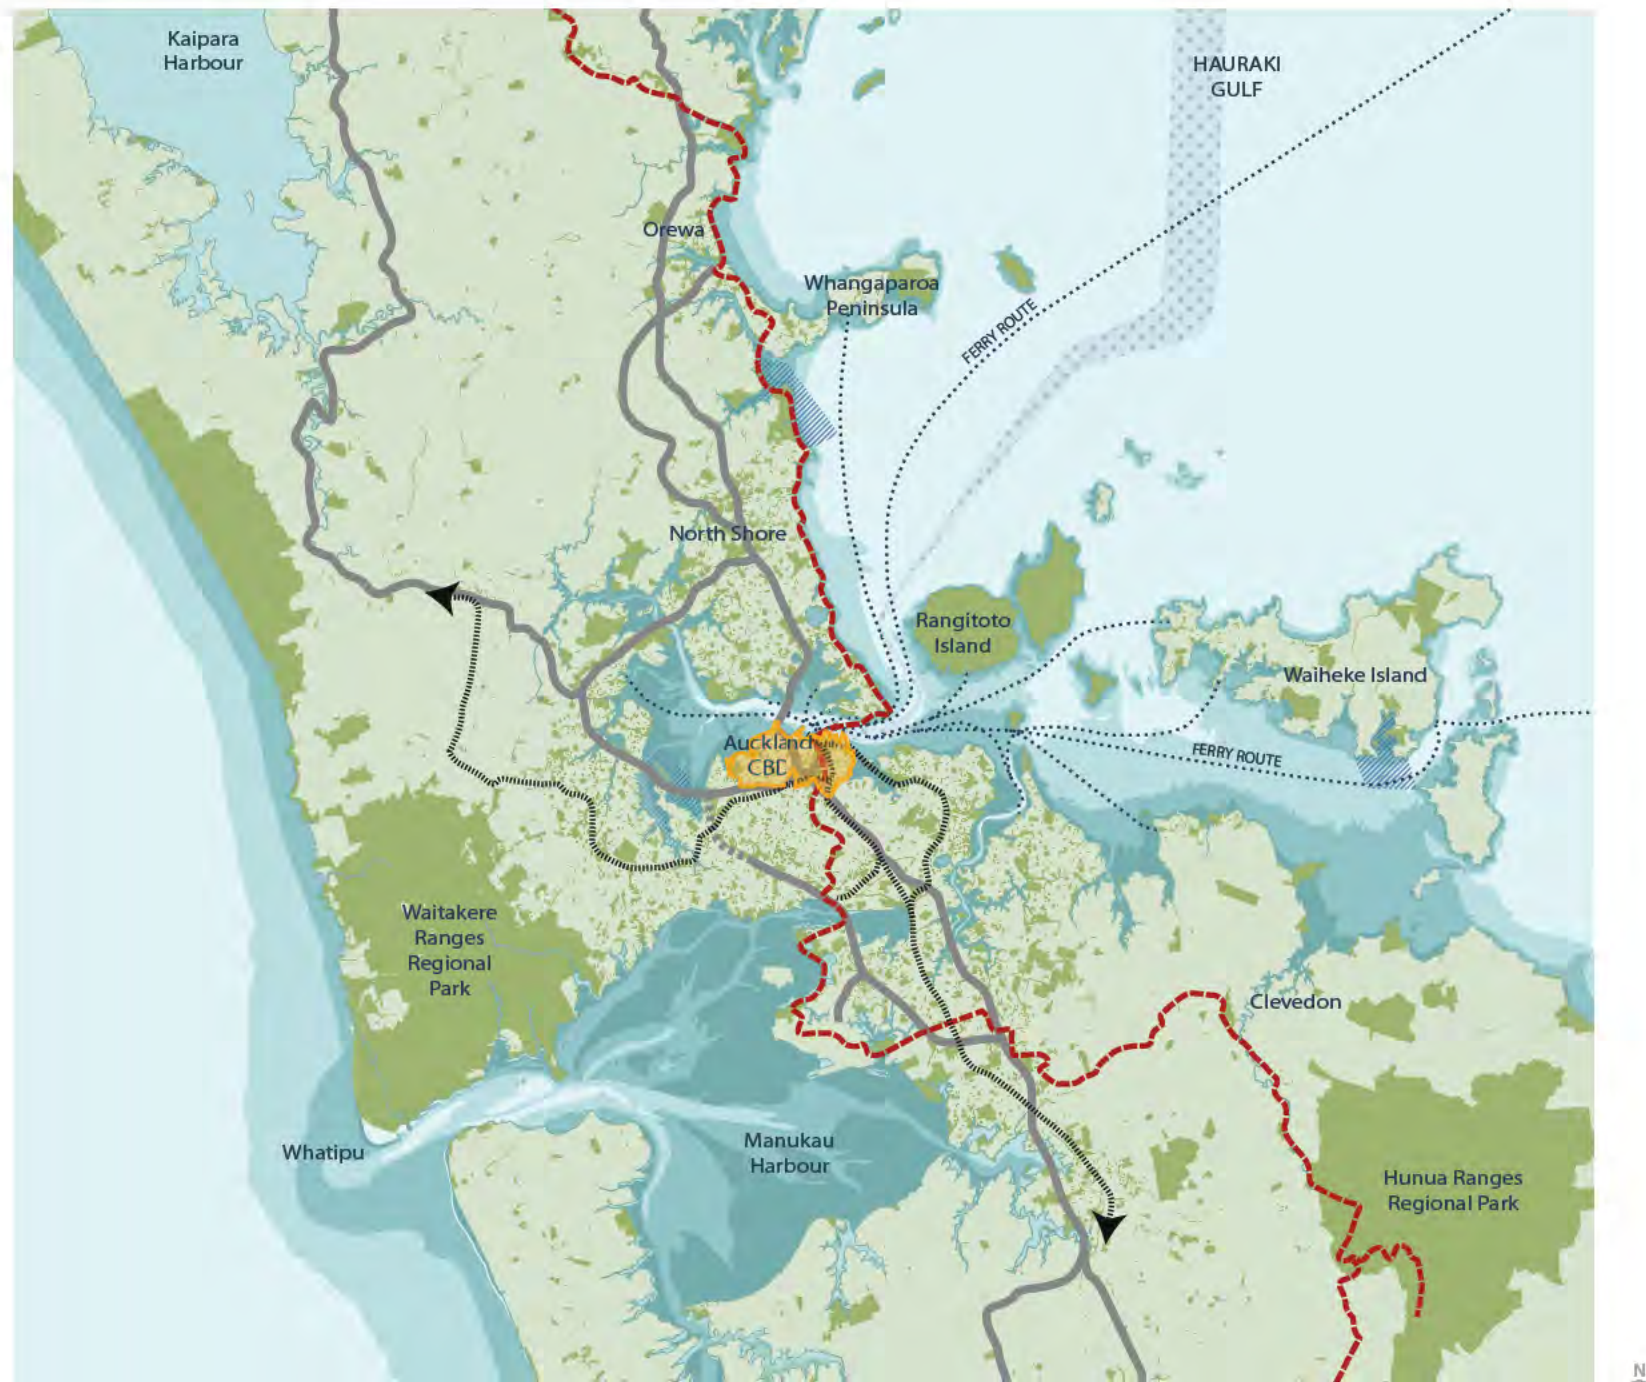 Kaipara
Harbour
HAURAKI
GULF
Orewa
Whangaparoa
Peninsula
FERRY ROUTE
North Shore
Rangitoto
Island
Waiheke Island
Auckland
CBD
FERRY ROUTE
Waitakere
Ranges
Regional
Park
Clevedon
Whatipu
Manukau
Harbour
Hunua Ranges
Regional Park
N